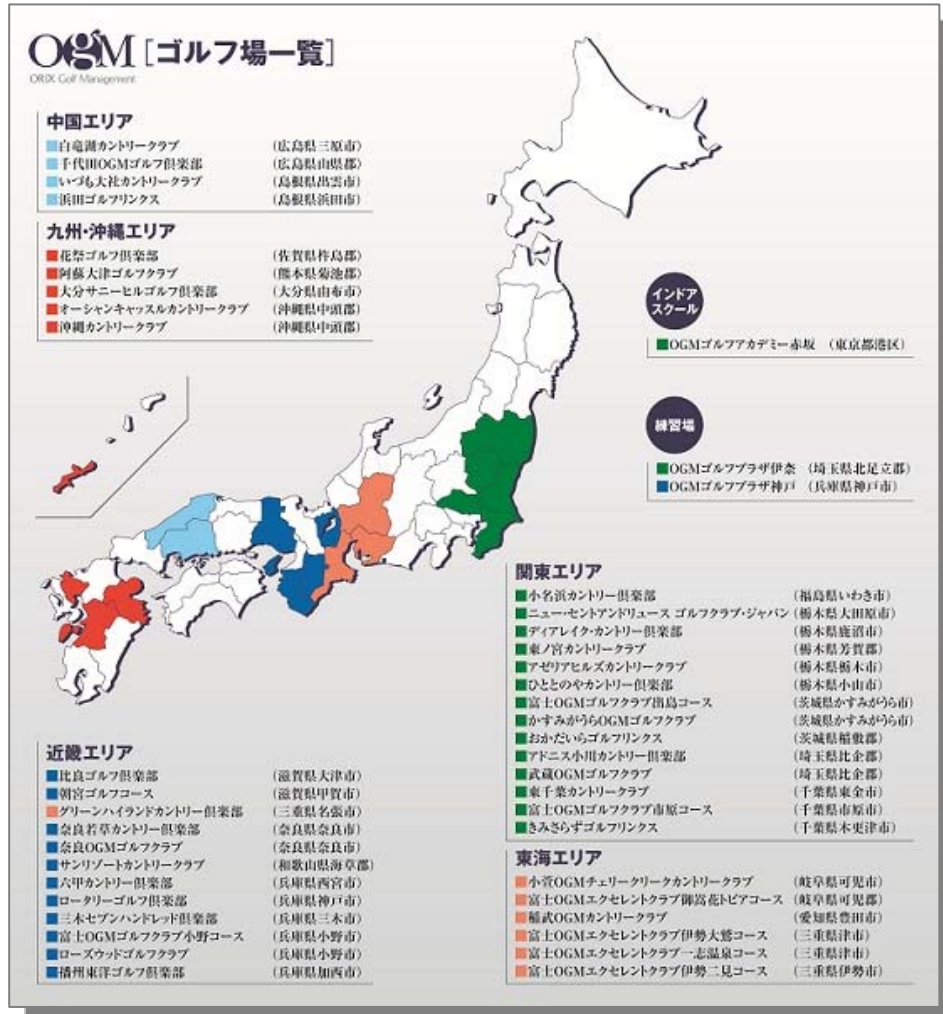 OGM [ゴルフ場一覧]
ORIX Golf Management
中国エリア
■白竜湖カントリークラブ (広島県三原市)
■千代田OGMゴルフ倶楽部 (広島県山県郡)
■いづも大社カントリークラブ (島根県出雲市)
■浜田ゴルフリンクス (島根県浜田市)
九州・沖縄エリア
■花祭ゴルフ倶楽部 (佐賀県杵島郡)
■阿蘇大津ゴルフクラブ (熊本県菊池郡)
■大分サニーヒルゴルフ倶楽部 (大分県由布市)
■オーシャンキャッスルカントリークラブ (沖縄県中頭郡)
■沖縄カントリークラブ (沖縄県中頭郡)
インドア
スクール
■OGMゴルフアカデミー赤坂 (東京都港区)
練習場
■OGMゴルフプラザ伊奈 (埼玉県北足立郡)
■OGMゴルフプラザ神戸 (兵庫県神戸市)
関東エリア
■小名浜カントリー倶楽部 (福島県いわき市)
■ニュー・セントアンドリュース ゴルフクラブ・ジャパン (栃木県大田原市)
■ディアレイク・カントリー倶楽部 (栃木県鹿沼市)
■東ノ宮カントリークラブ (栃木県芳賀郡)
■アゼリアヒルズカントリークラブ (栃木県栃木市)
■ひととのやカントリー倶楽部 (栃木県小山市)
■富士OGMゴルフクラブ出島コース (茨城県かすみがうら市)
■かすみがうらOGMゴルフクラブ (茨城県かすみがうら市)
■おかだいらゴルフリンクス (茨城県稲敷郡)
■アドニス小川カントリー倶楽部 (埼玉県比企郡)
■武蔵OGMゴルフクラブ (埼玉県比企郡)
■東千葉カントリークラブ (千葉県東金市)
■富士OGMゴルフクラブ市原コース (千葉県市原市)
■きみさらずゴルフリンクス (千葉県木更津市)
近畿エリア
■比良ゴルフ倶楽部 (滋賀県大津市)
■朝宮ゴルフコース (滋賀県甲賀市)
■グリーンハイランドカントリー倶楽部 (三重県名張市)
■奈良若草カントリー倶楽部 (奈良県奈良市)
■奈良OGMゴルフクラブ (奈良県奈良市)
■サンリゾートカントリークラブ (和歌山県海草郡)
■六甲カントリー倶楽部 (兵庫県西宮市)
■ロータリーゴルフ倶楽部 (兵庫県神戸市)
■三木セブンハンドレッド倶楽部 (兵庫県三木市)
■富士OGMゴルフクラブ小野コース (兵庫県小野市)
■ローズウッドゴルフクラブ (兵庫県小野市)
■播州東洋ゴルフ倶楽部 (兵庫県加西市)
東海エリア
■小萱OGMチェリークリークカントリークラブ (岐阜県可児市)
■富士OGMエクセレントクラブ御嵩花トピアコース (岐阜県可児郡)
■稲武OGMカントリークラブ (愛知県豊田市)
■富士OGMエクセレントクラブ伊勢大鷲コース (三重県津市)
■富士OGMエクセレントクラブ一志温泉コース (三重県津市)
■富士OGMエクセレントクラブ伊勢二見コース (三重県伊勢市)